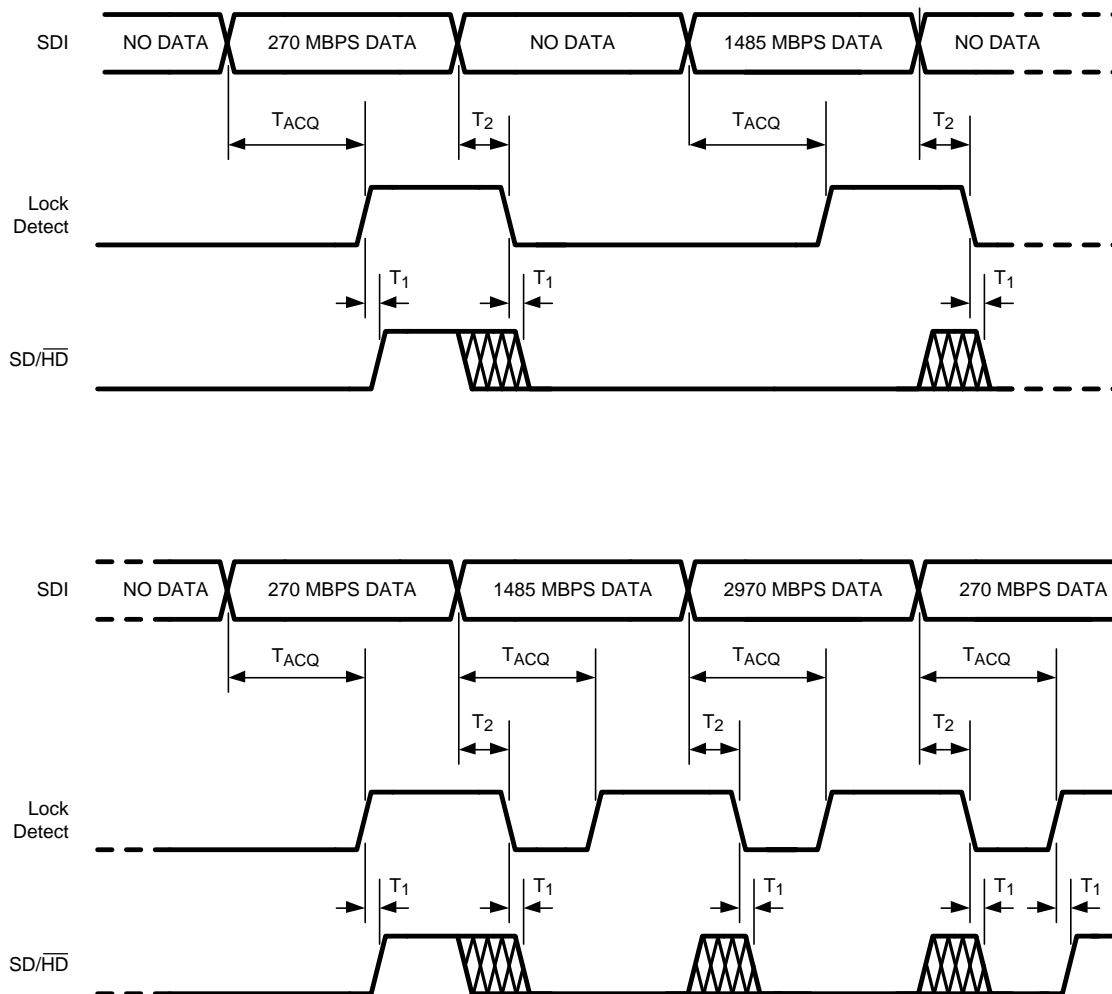 SDI NO DATA 270 MBPS DATA NO DATA 1485 MBPS DATA NO DATA
TACQ T2 TACQ T2
Lock
Detect
T1 T1 T1
SD/HD
SDI NO DATA 270 MBPS DATA 1485 MBPS DATA 2970 MBPS DATA 270 MBPS DATA
TACQ TACQ TACQ TACQ
T2 T2 T2
Lock
Detect
T1 T1 T1 T1 T1
SD/HD